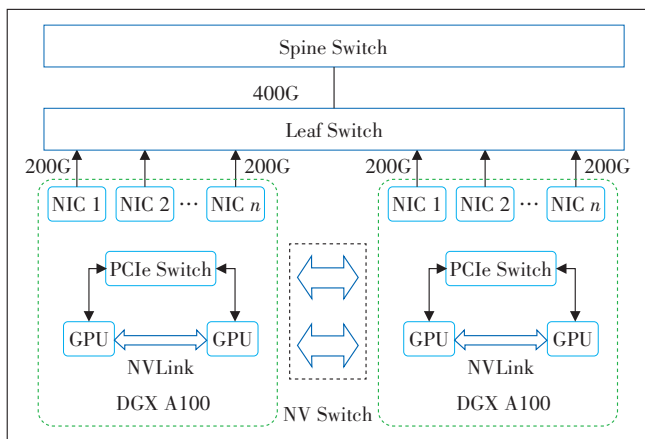 Spine Switch
400G
Leaf Switch
200G 200G 200G 200G
NIC 1 NIC 2 ··· NIC n NIC 1 NIC 2 ··· NIC n
PCIe Switch PCIe Switch
GPU GPU GPU GPU
NVLink NVLink
DGX A100 NV Switch DGX A100